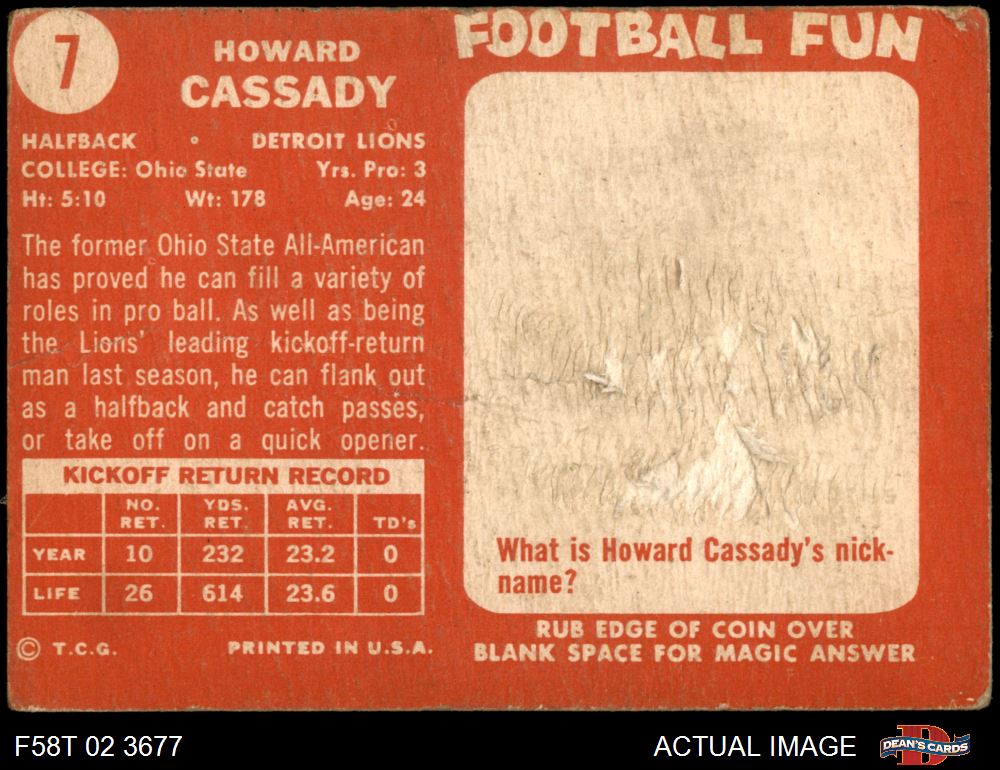 7
HOWARD
CASSADY
HALFBACK • DETROIT LIONS
COLLEGE: Ohio State Yrs. Pro: 3
Ht: 5:10 Wt: 178 Age: 24
The former Ohio State All-American
has proved he can fill a variety of
roles in pro ball. As well as being
the Lions' leading kickoff-return
man last season, he can flank out
as a halfback and catch passes,
or take off on a quick opener.
KICKOFF RETURN RECORD
NO. RET. YDS. RET. AVG. RET. TD's
YEAR 10 232 23.2 0
LIFE 26 614 23.6 0
© T.C.G. PRINTED IN U.S.A.
FOOTBALL FUN
What is Howard Cassady's nick-
name?
RUB EDGE OF COIN OVER
BLANK SPACE FOR MAGIC ANSWER
F58T 02 3677 ACTUAL IMAGE D DEAN'S CARDS